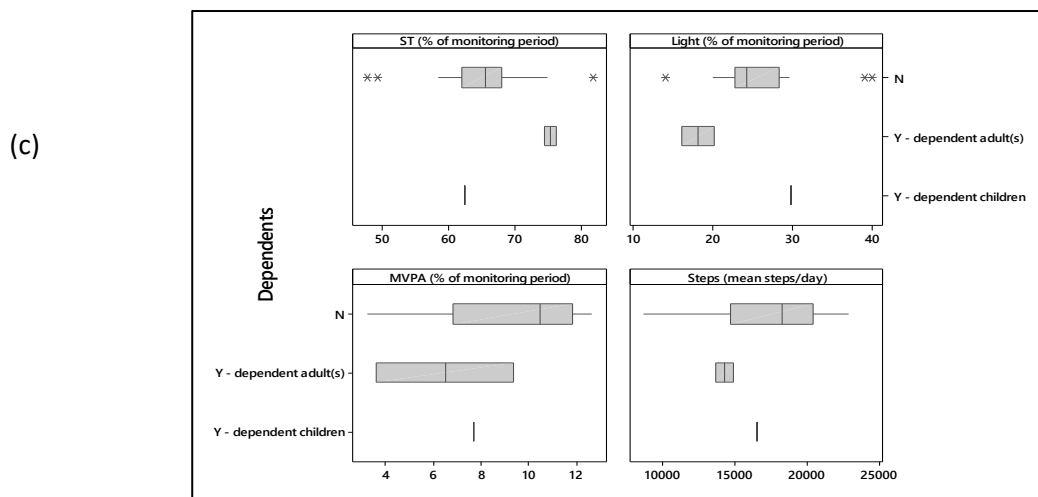 (c)
Dependents
ST (% of monitoring period)
Light (% of monitoring period)
N
Y - dependent adult(s)
Y - dependent children
50 60 70 80
10 20 30 40
MVPA (% of monitoring period)
Steps (mean steps/day)
N
Y - dependent adult(s)
Y - dependent children
4 6 8 10 12
10000 15000 20000 25000